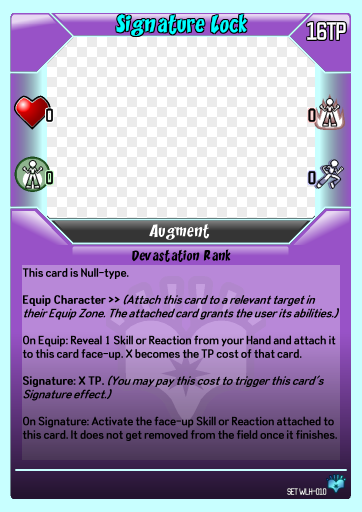 Signature Lock
16TP
0
0
0
0
Augment
Devastation Rank
This card is Null-type.
Equip Character >> (Attach this card to a relevant target in
their Equip Zone. The attached card grants the user its abilities.)
On Equip: Reveal 1 Skill or Reaction from your Hand and attach it
to this card face-up. X becomes the TP cost of that card.
Signature: X TP. (You may pay this cost to trigger this card's
Signature effect.)
On Signature: Activate the face-up Skill or Reaction attached to
this card. It does not get removed from the field once it finishes.
SET WLH-010